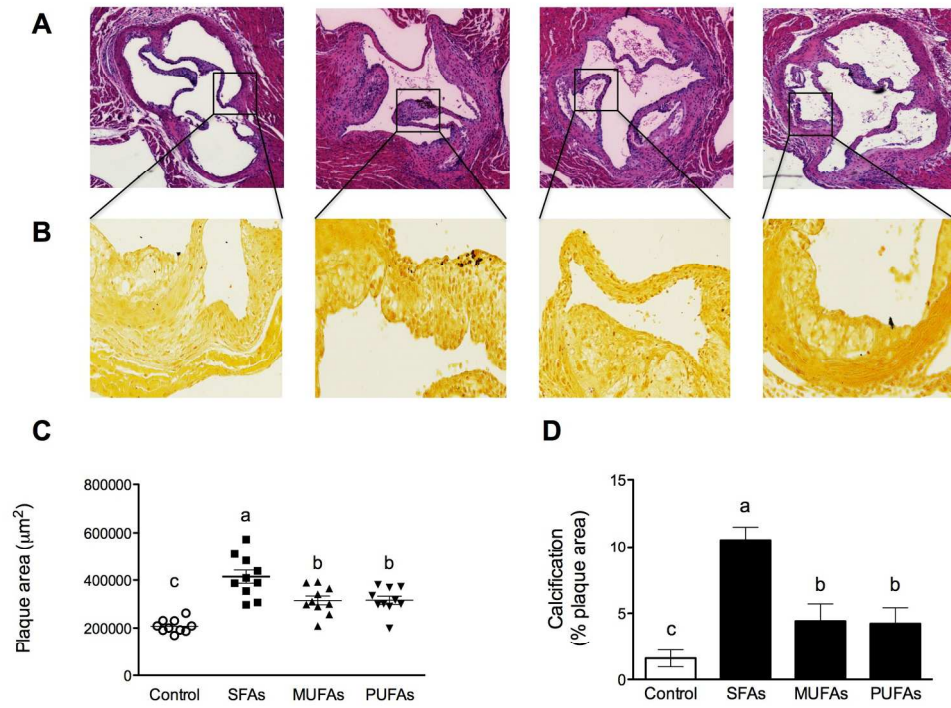 A
B
C
D
Plaque area (μm²)
800000
600000
400000
200000
0
c
a
b
b
Control SFAs MUFAs PUFAs
Calcification
(% plaque area)
15
10
5
0
c
a
b
b
Control SFAs MUFAs PUFAs